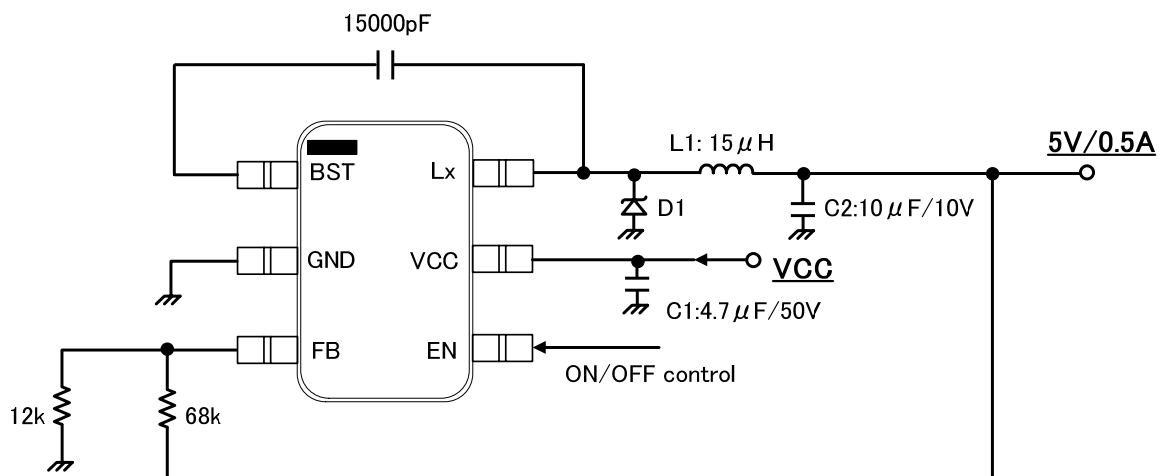 15000pF
BST
Lx
L1: 15μH
5V/0.5A
D1
C2:10μF/10V
GND
VCC
VCC
C1:4.7μF/50V
FB
EN
ON/OFF control
12k
68k